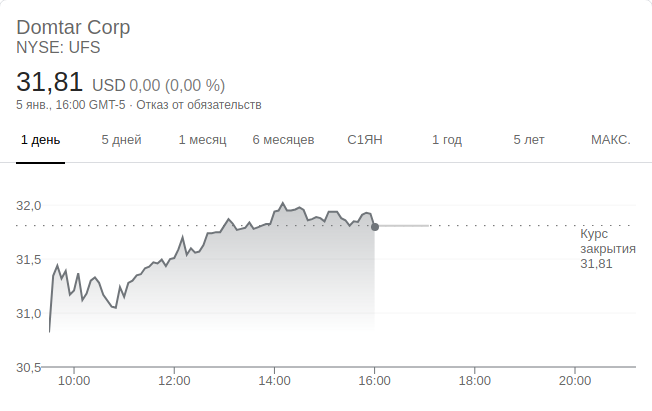 Domtar Corp
NYSE: UFS
31,81 USD 0,00 (0,00 %)
5 янв., 16:00 GMT-5 · Отказ от обязательств
1 день 5 дней 1 месяц 6 месяцев С1ЯН 1 год 5 лет МАКС.
32,0
31,5
31,0
30,5
Курс
закрытия
31,81
10:00 12:00 14:00 16:00 18:00 20:00